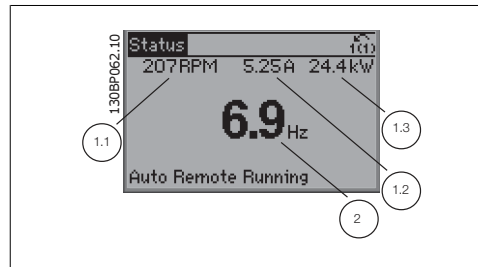 130BP062.10
Status
1(1)
207RPM 5.25A 24.4kW
6.9Hz
Auto Remote Running
1.1
1.3
1.2
2